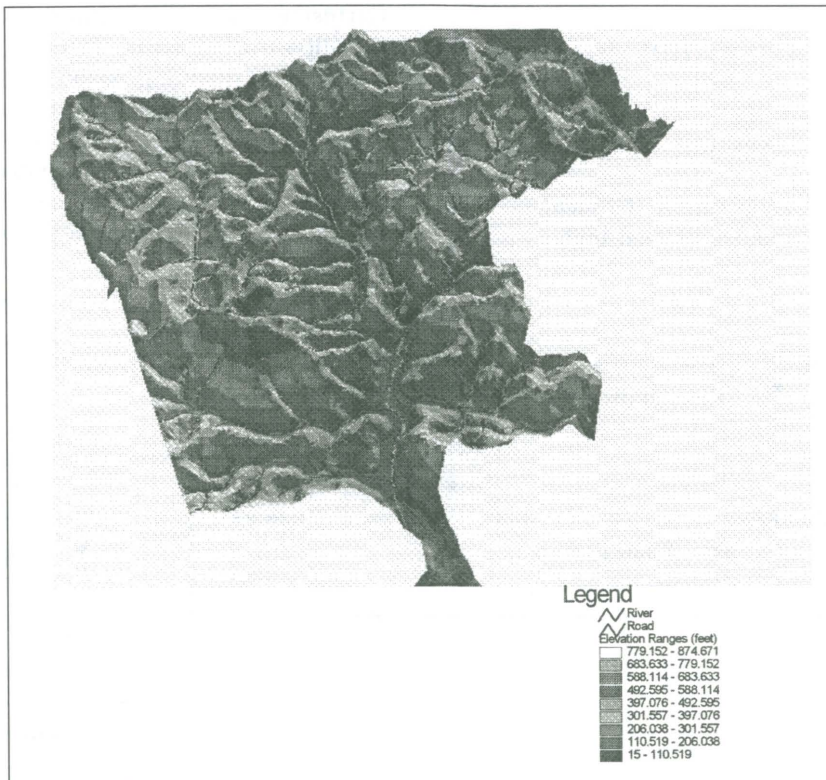 Legend
River
Road
Elevation Ranges (feet)
779.152 - 874.671
683.633 - 779.152
588.114 - 683.633
492.595 - 588.114
397.076 - 492.595
301.557 - 397.076
206.038 - 301.557
110.519 - 206.038
15 - 110.519